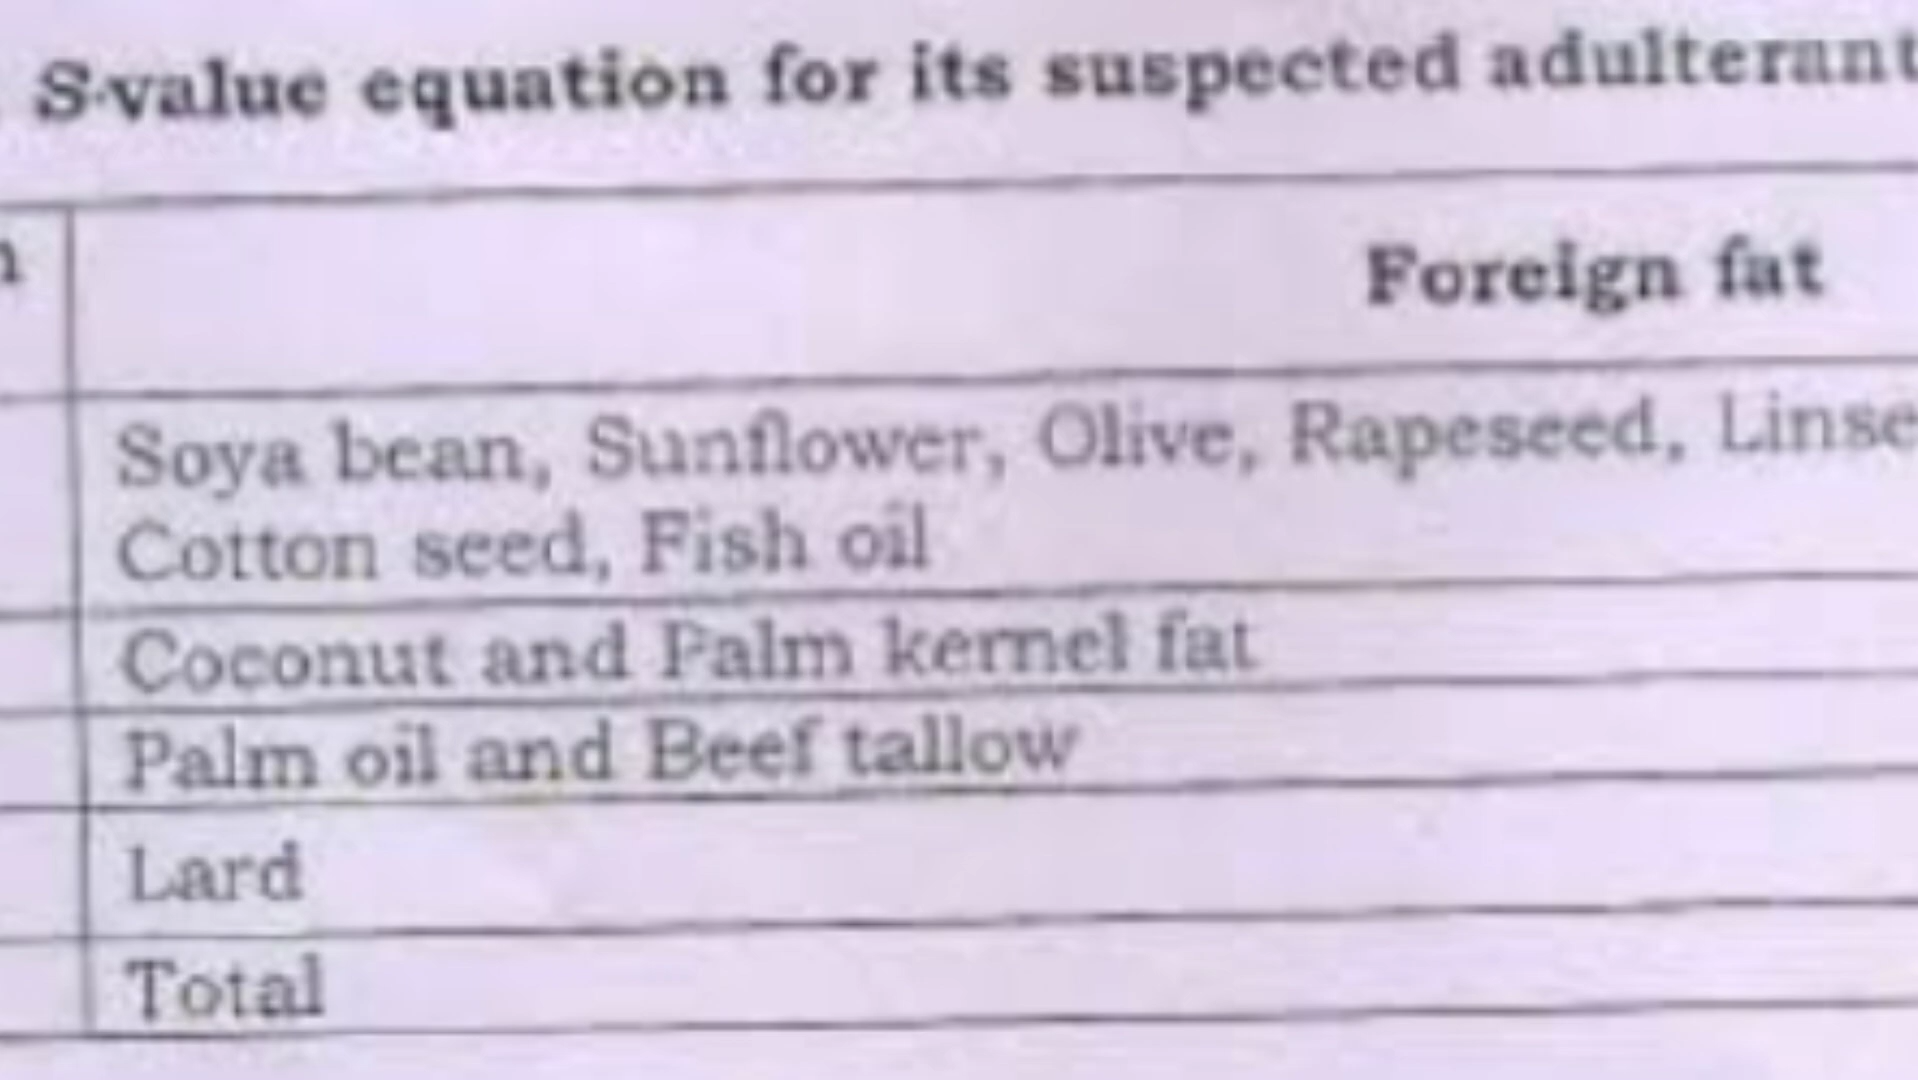 S-value equation for its suspected adulterant
Foreign fat
Soya bean, Sunflower, Olive, Rapeseed, Linse
Cotton seed, Fish oil
Coconut and Palm kernel fat
Palm oil and Beef tallow
Lard
Total